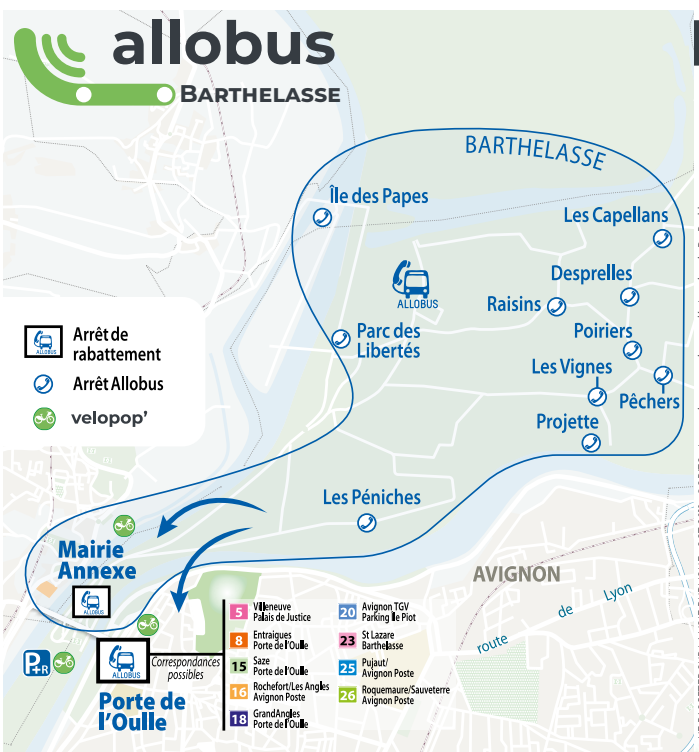 allobus
BARTHELASSE
BARTHELASSE
Île des Papes
Les Capellans
ALLOBUS
Desprelles
Raisins
Poiriers
Parc des
Libertés
Les Vignes
Pêchers
Projette
Arrêt de
rabattement
ALLOBUS
Arrêt Allobus
velopop'
Les Péniches
Mairie
Annexe
ALLOBUS
AVIGNON
route de Lyon
P+R
ALLOBUS
Porte de
l'Oulle
Correspondances
possibles
5 Villeneuve
Palais de Justice
8 Entraigues
Porte de l'Oulle
15 Saze
Porte de l'Oulle
16 Rochefort/Les Angles
Avignon Poste
18 GrandAngles
Porte de l'Oulle
20 Avignon TGV
Parking Ile Piot
23 St Lazare
Barthelasse
25 Pujaut/
Avignon Poste
26 Roquemaure/Sauveterre
Avignon Poste